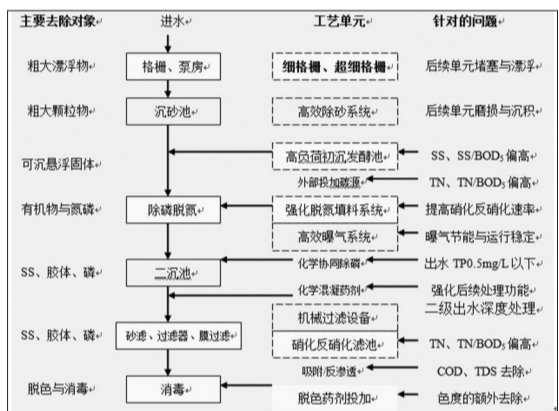 主要去除对象 进水 工艺单元 针对的问题
粗大漂浮物 格栅、泵房 细格栅、超细格栅 后续单元堵塞与漂浮
粗大颗粒物 沉砂池 高效除砂系统 后续单元磨损与沉积
高负荷初沉发酵池 SS、SS/BOD5偏高
可沉悬浮固体
外部投加碳源 TN、TN/BOD5偏高
有机物与氮磷 除磷脱氮 强化脱氮填料系统 提高硝化反硝化速率
高效曝气系统 曝气节能与运行稳定
SS、胶体、磷 二沉池 化学协同除磷 出水 TP0.5mg/L 以下
化学混凝药剂 强化后续处理功能
机械过滤设备 二级出水深度处理
SS、胶体、磷 砂滤、过滤器、膜过滤 硝化反硝化滤池 TN、TN/BOD5偏高
吸附/反渗透 COD、TDS 去除
脱色与消毒 消毒 脱色药剂投加 色度的额外去除